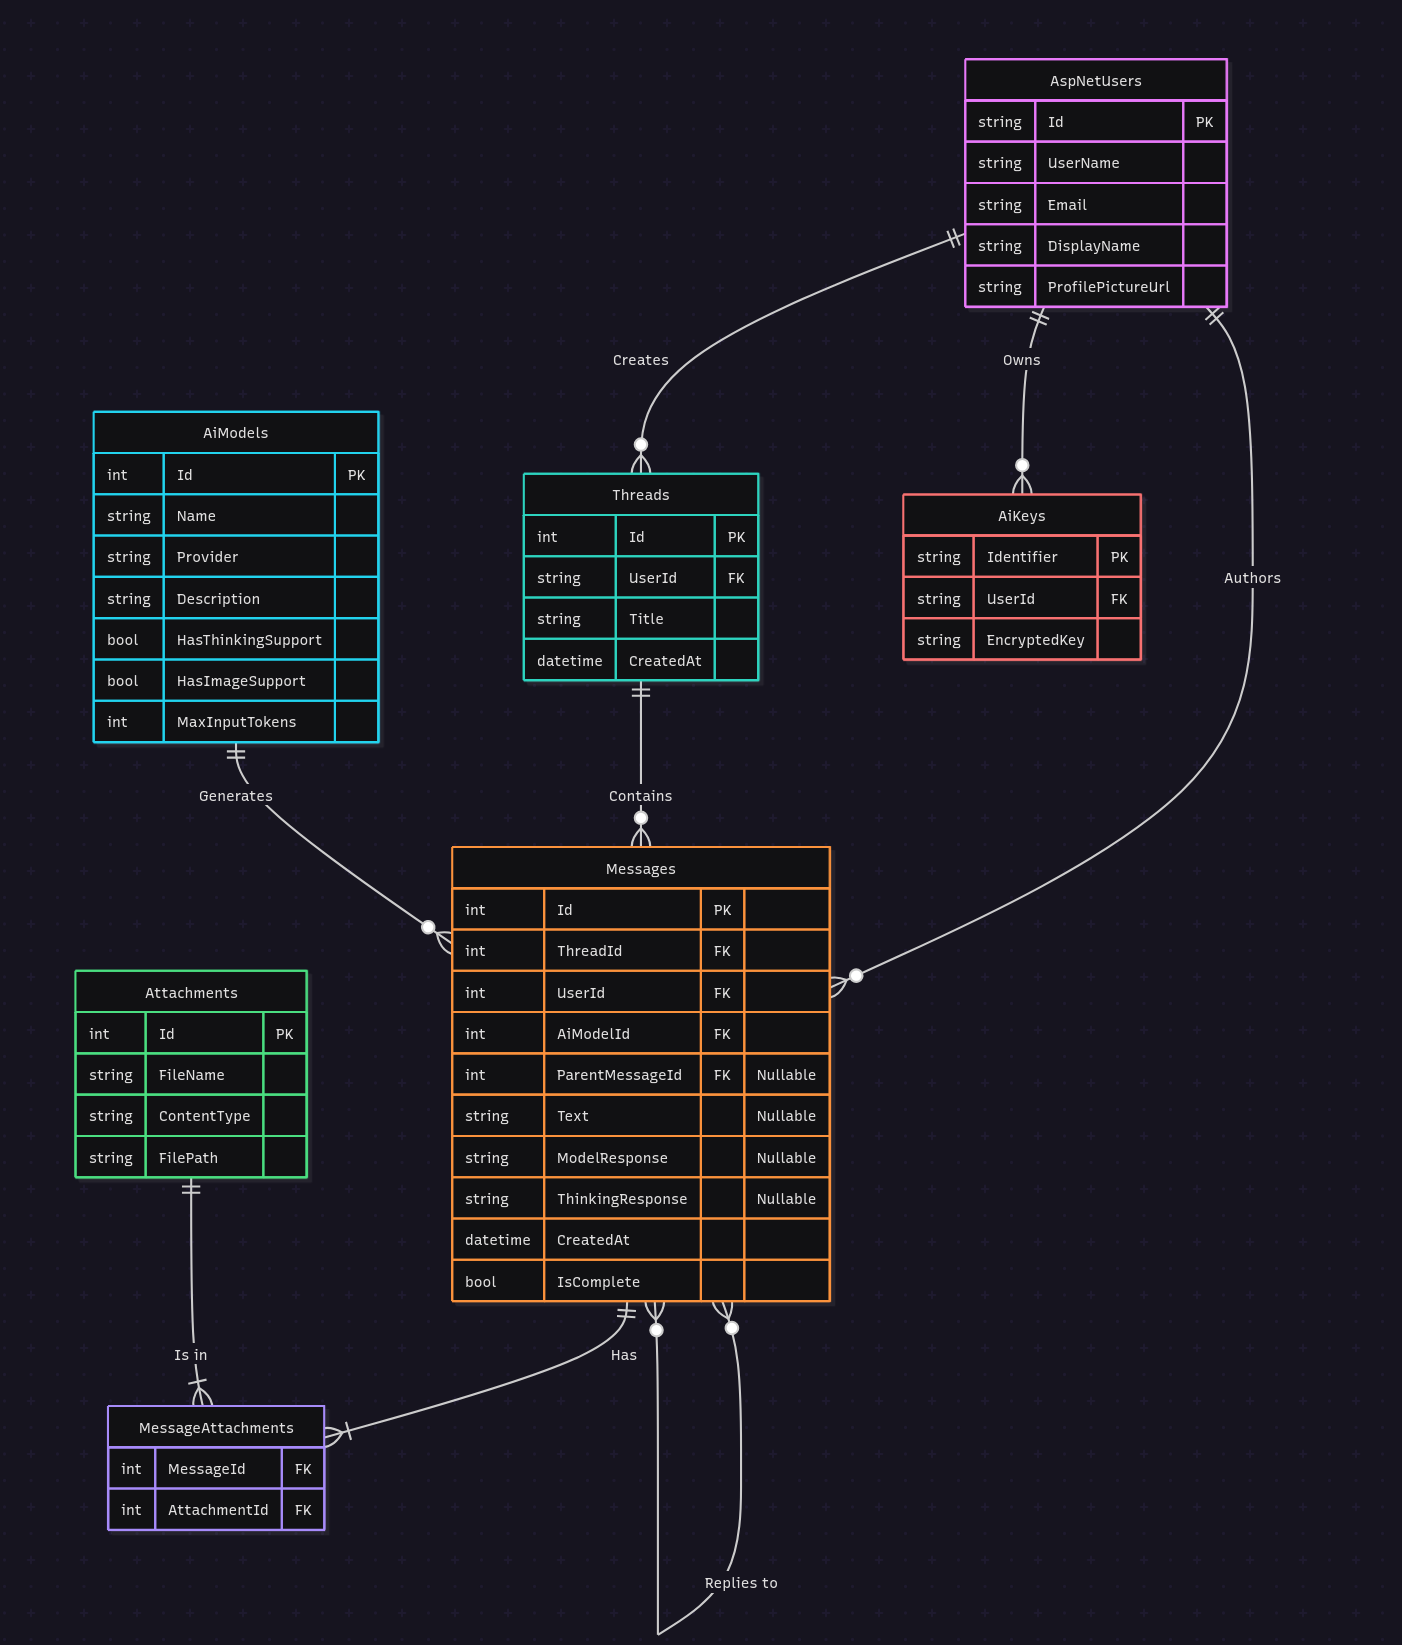 AspNetUsers
string Id PK
string UserName
string Email
string DisplayName
string ProfilePictureUrl
Creates
Owns
AiModels
int Id PK
string Name
string Provider
string Description
bool HasThinkingSupport
bool HasImageSupport
int MaxInputTokens
Threads
int Id PK
string UserId FK
string Title
datetime CreatedAt
AiKeys
string Identifier PK
string UserId FK
string EncryptedKey
Authors
Generates
Contains
Messages
int Id PK
int ThreadId FK
int UserId FK
int AiModelId FK
int ParentMessageId FK Nullable
string Text Nullable
string ModelResponse Nullable
string ThinkingResponse Nullable
datetime CreatedAt
bool IsComplete
Attachments
int Id PK
string FileName
string ContentType
string FilePath
Is in
Has
MessageAttachments
int MessageId FK
int AttachmentId FK
Replies to